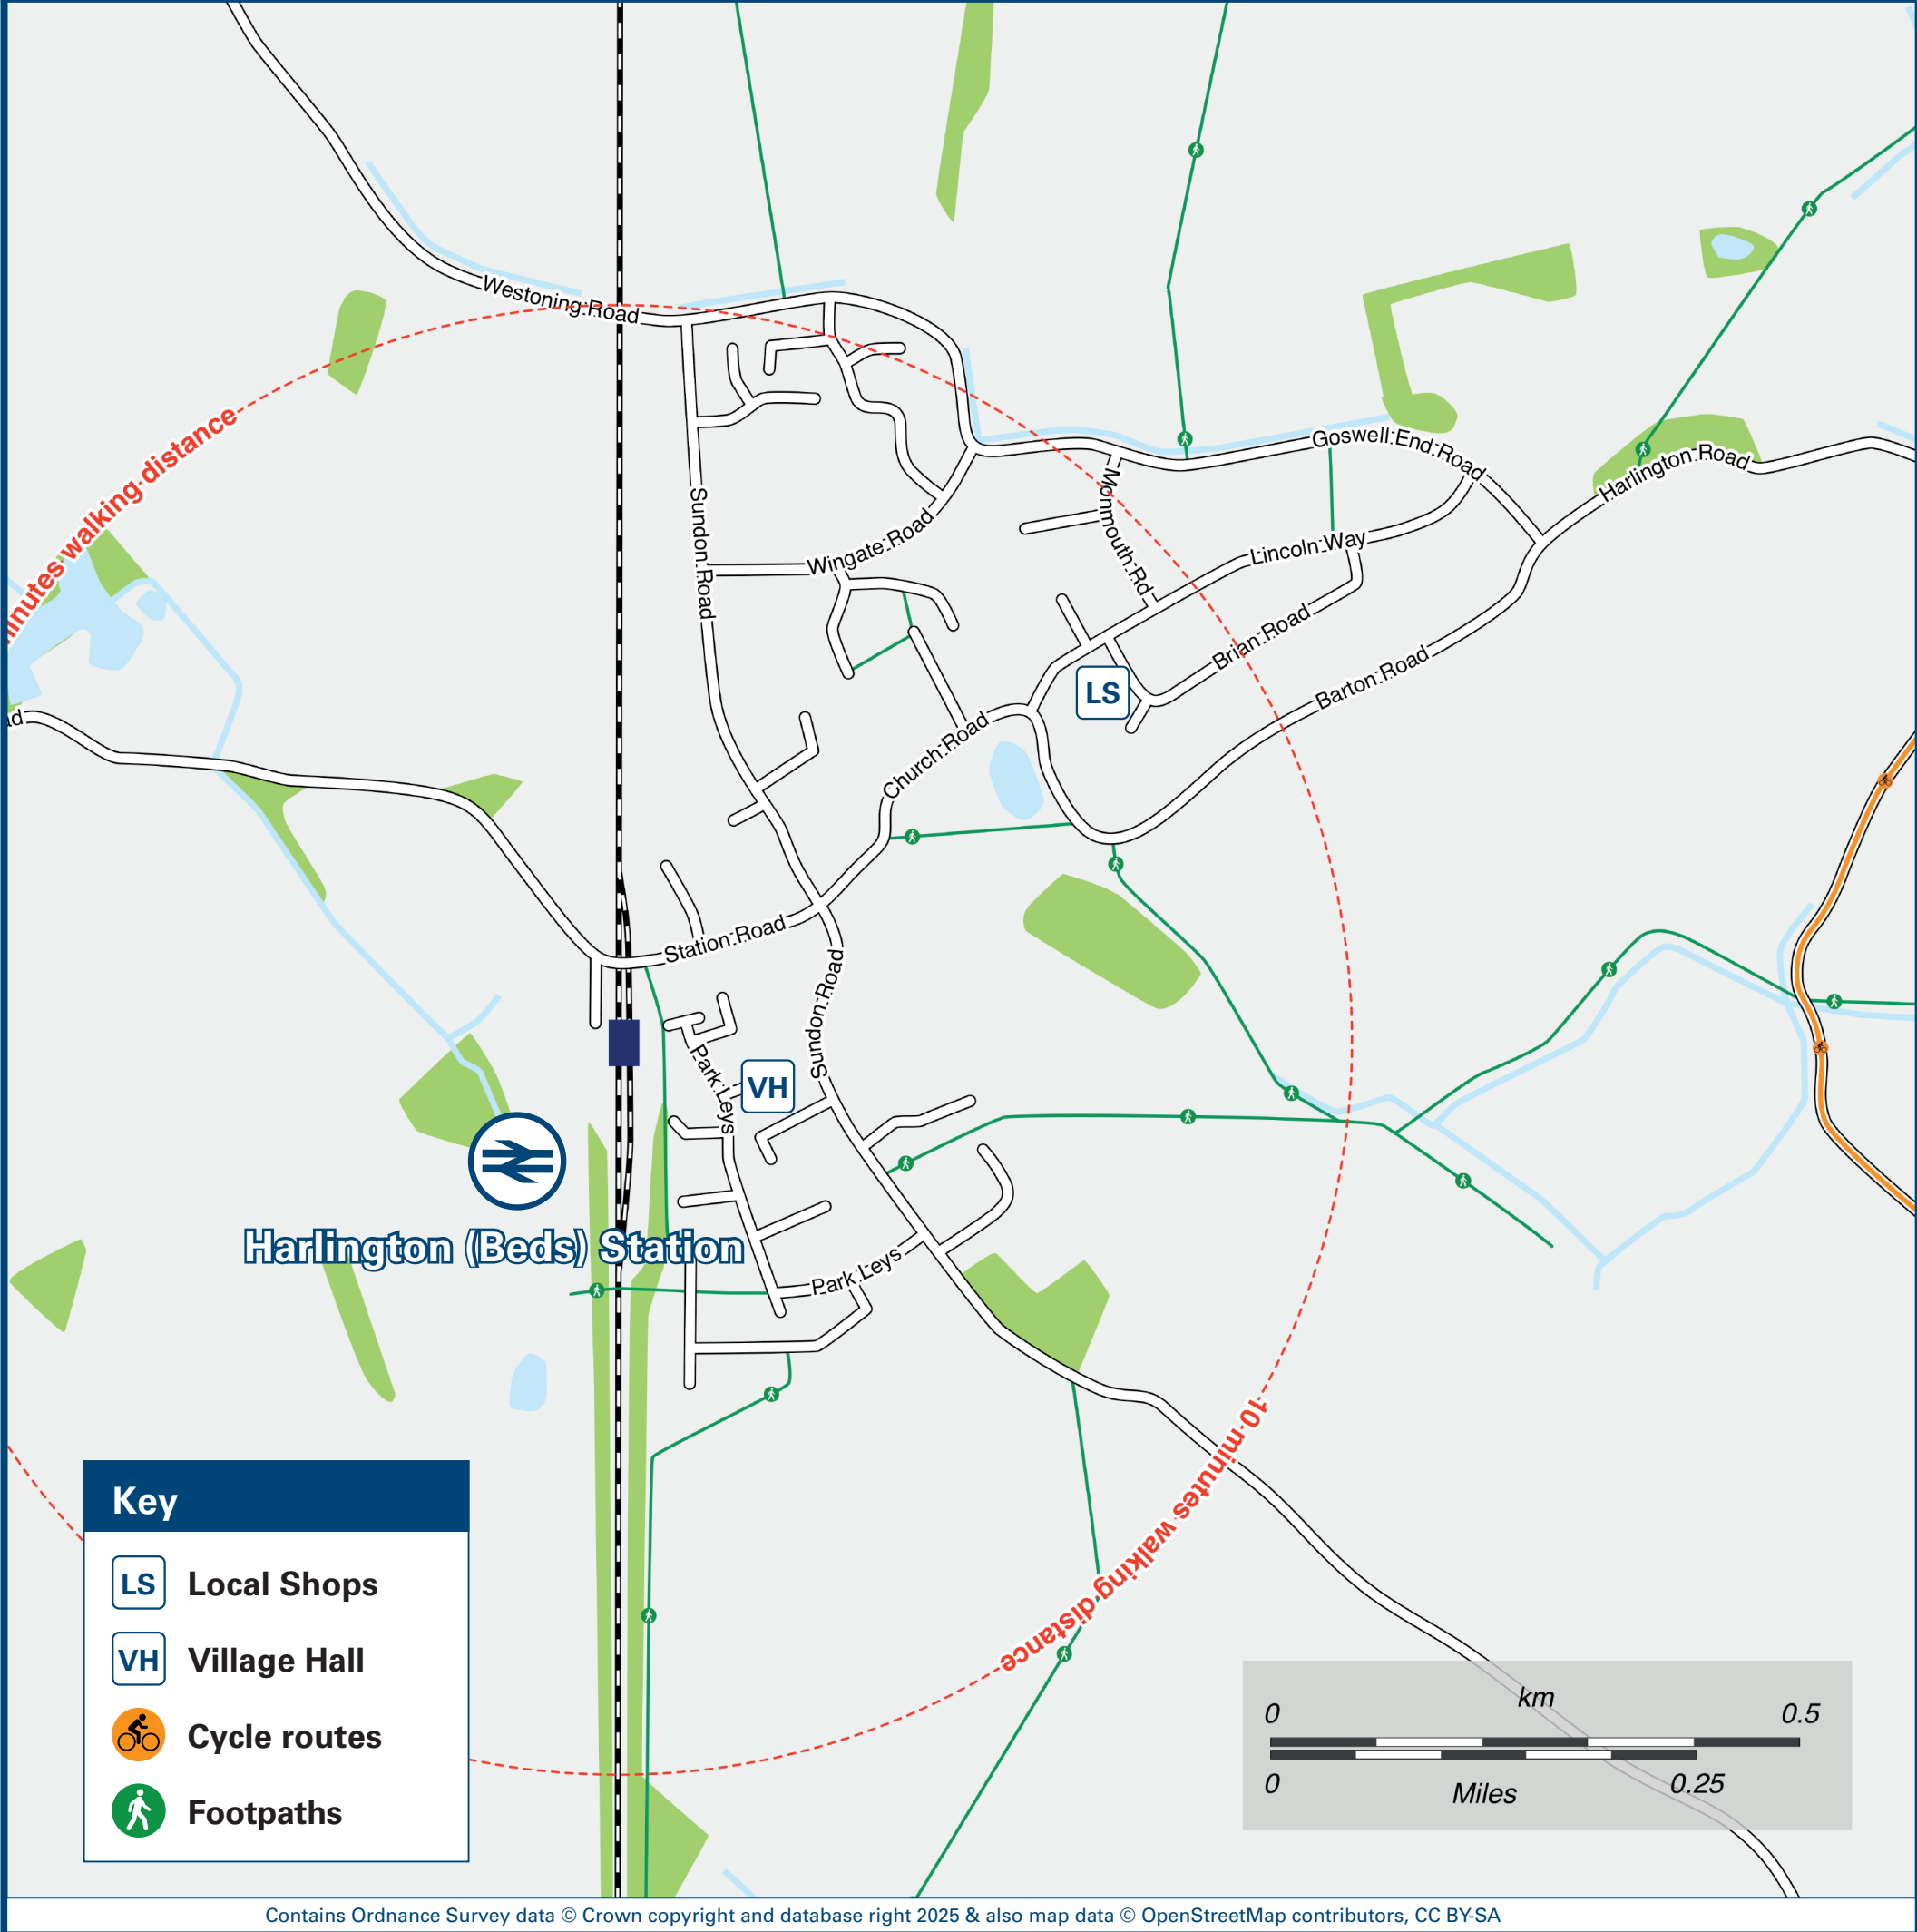 Westoning Road
minutes walking distance
Goswell End Road
Harlington Road
Sundon Road
Monmouth Rd
Wingate Road
Lincoln Way
Brian Road
Barton Road
LS
Church Road
Station Road
Sundon Road
Park Leys
VH
Harlington (Beds) Station
Park Leys
10 minutes walking distance
Key
LS Local Shops
VH Village Hall
Cycle routes
Footpaths
km
0 0.5
0 0.25
Miles
Contains Ordnance Survey data © Crown copyright and database right 2025 & also map data © OpenStreetMap contributors, CC BY-SA